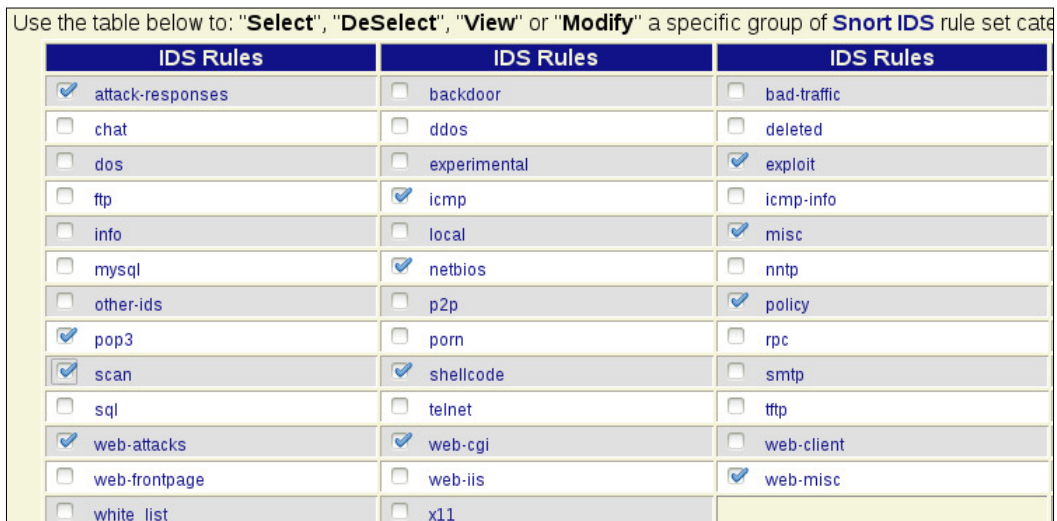 Use the table below to: "Select", "DeSelect", "View" or "Modify" a specific group of Snort IDS rule set cate
IDS Rules IDS Rules IDS Rules
attack-responses backdoor bad-traffic
chat ddos deleted
dos experimental exploit
ftp icmp icmp-info
info local misc
mysql netbios nntp
other-ids p2p policy
pop3 porn rpc
scan shellcode smtp
sql telnet tftp
web-attacks web-cgi web-client
web-frontpage web-iis web-misc
white_list x11